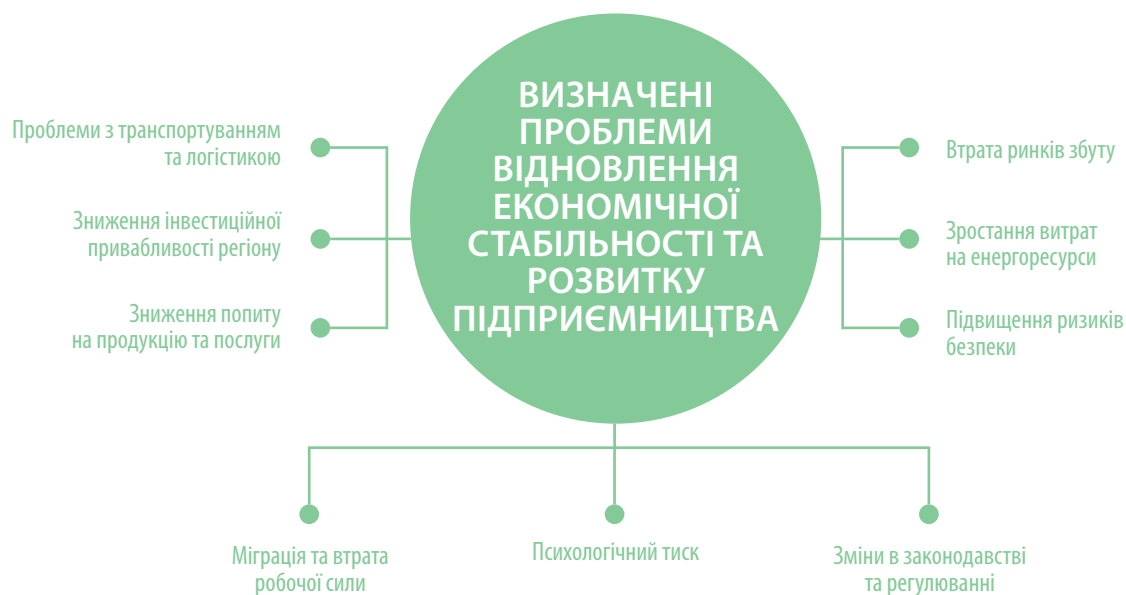 ВИЗНАЧЕНІ
ПРОБЛЕМИ
ВІДНОВЛЕННЯ
ЕКОНОМІЧНОЇ
СТАБІЛЬНОСТІ ТА
РОЗВИТКУ
ПІДПРИЄМНИЦТВА
Проблеми з транспортуванням
та логістикою
Зниження інвестиційної
привабливості регіону
Зниження попиту
на продукцію та послуги
Втрата ринків збуту
Зростання витрат
на енергоресурси
Підвищення ризиків
безпеки
Міграція та втрата
робочої сили
Психологічний тиск
Зміни в законодавстві
та регулюванні